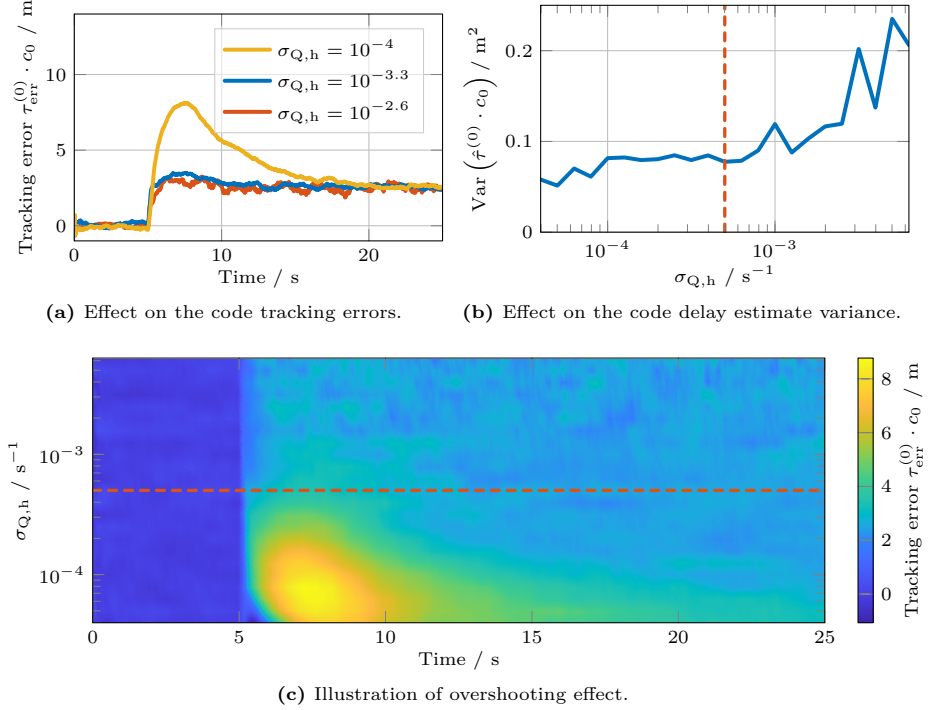 Tracking error τ_err^(0) · c_0 / m
10
5
0
σ_Q,h = 10^−4
σ_Q,h = 10^−3.3
σ_Q,h = 10^−2.6
0 10 20
Time / s
(a) Effect on the code tracking errors.
Var (τ̂^(0) · c_0) / m^2
0.2
0.1
0
10^−4 10^−3
σ_Q,h / s^−1
(b) Effect on the code delay estimate variance.
σ_Q,h / s^−1
10^−3
10^−4
0 5 10 15 20 25
Time / s
8
6
4
2
0
Tracking error τ_err^(0) · c_0 / m
(c) Illustration of overshooting effect.